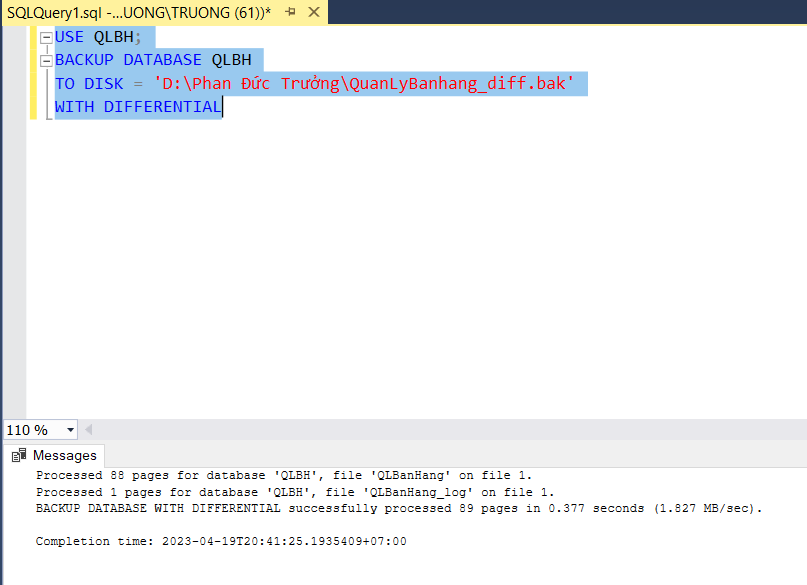 SQLQuery1.sql -...UONG\TRUONG (61))*
USE QLBH;
BACKUP DATABASE QLBH
TO DISK = 'D:\Phan Đức Trưởng\QuanLyBanhang_diff.bak'
WITH DIFFERENTIAL
110 %
Messages
Processed 88 pages for database 'QLBH', file 'QLBanHang' on file 1.
Processed 1 pages for database 'QLBH', file 'QLBanHang_log' on file 1.
BACKUP DATABASE WITH DIFFERENTIAL successfully processed 89 pages in 0.377 seconds (1.827 MB/sec).
Completion time: 2023-04-19T20:41:25.1935409+07:00